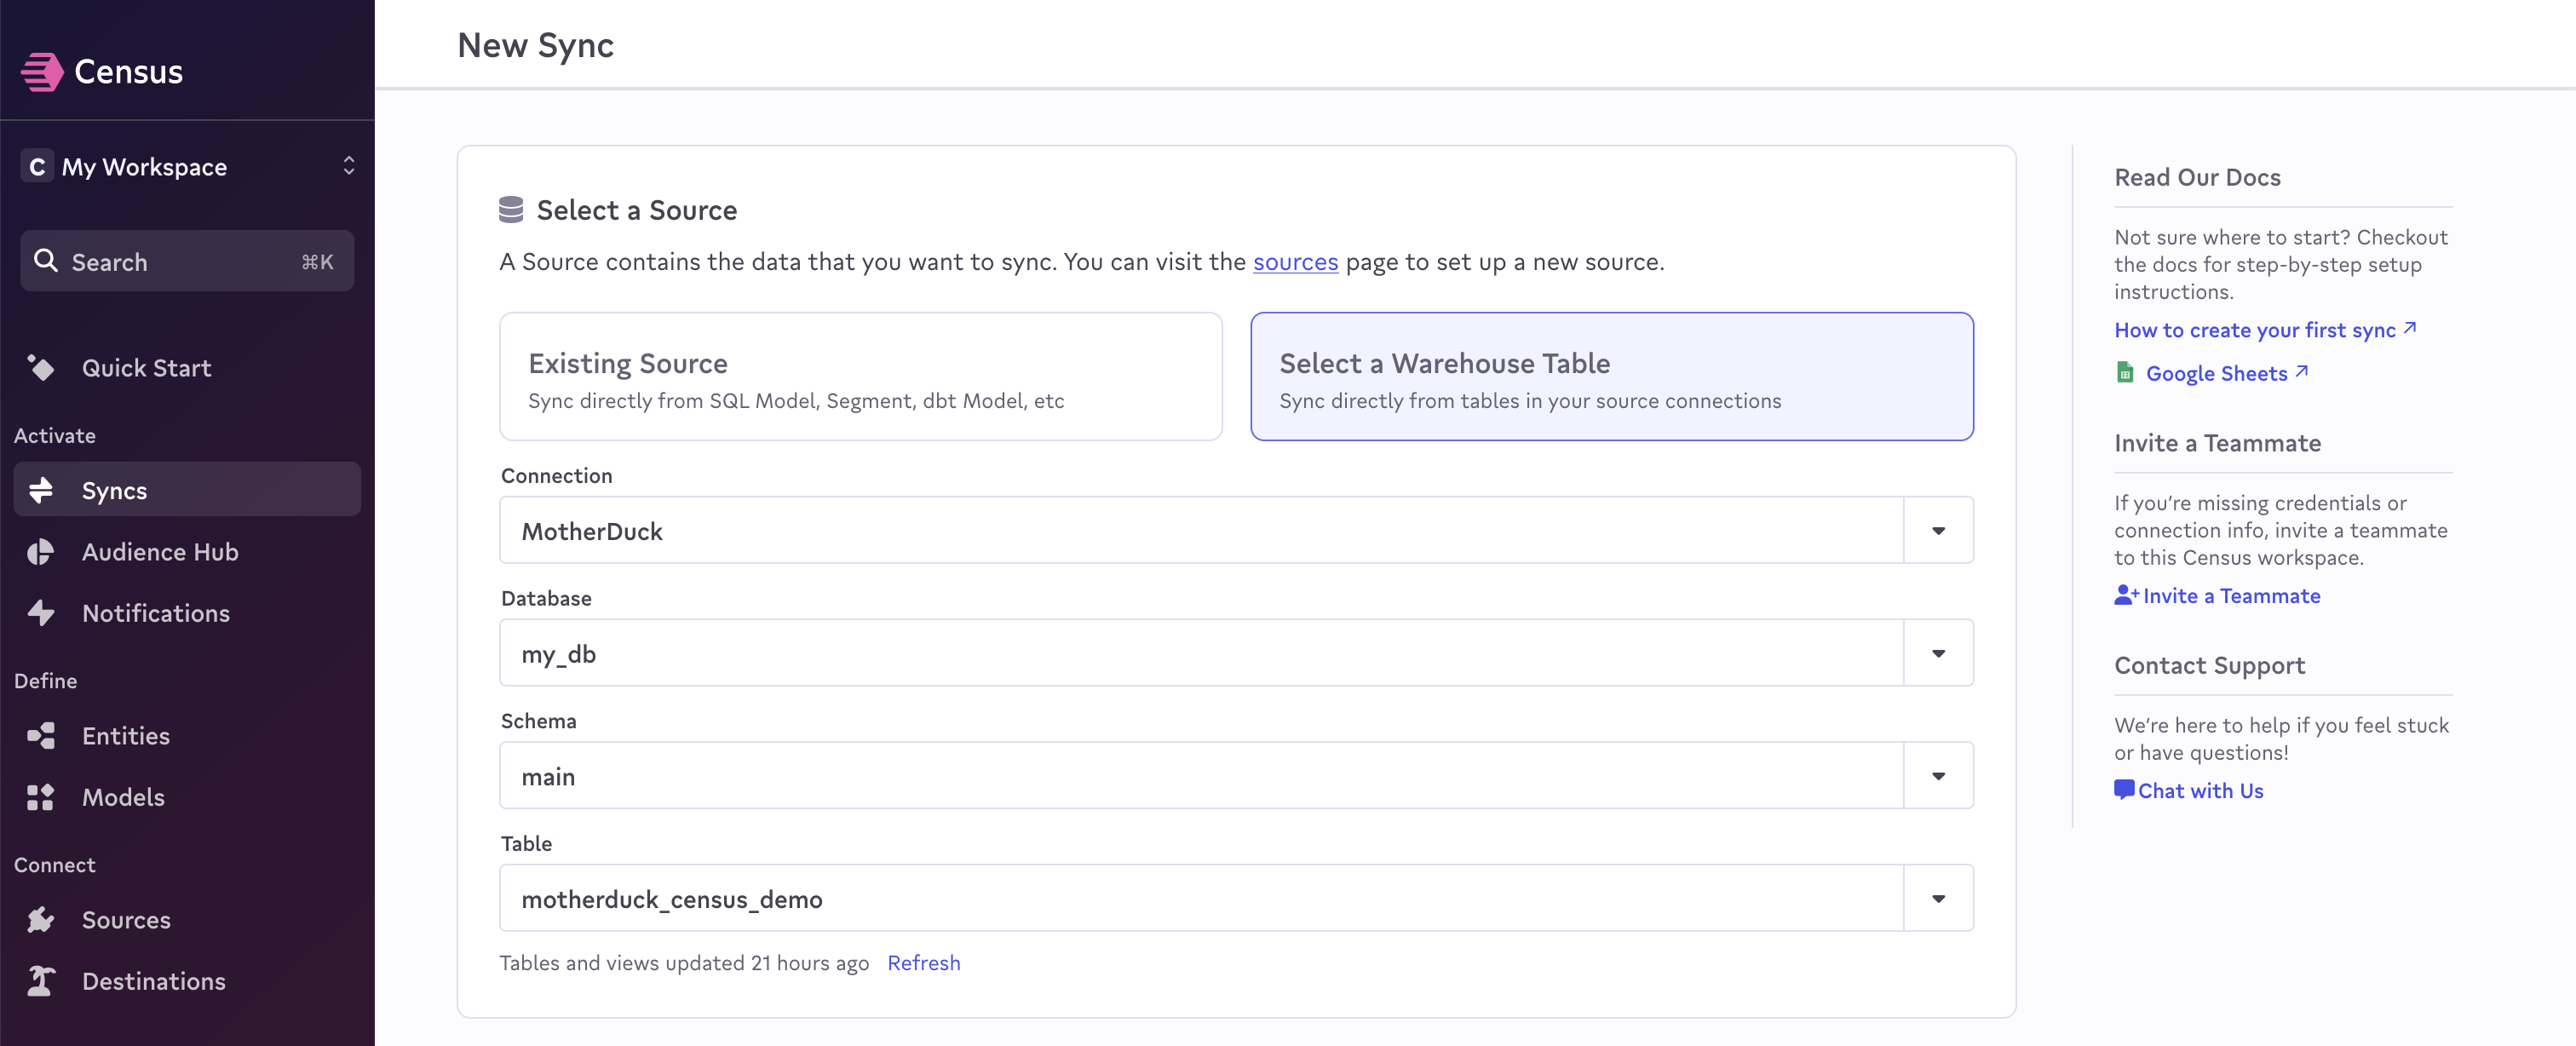 Census
C My Workspace
Search ⌘K
Quick Start
Activate
Syncs
Audience Hub
Notifications
Define
Entities
Models
Connect
Sources
Destinations
New Sync
Select a Source
A Source contains the data that you want to sync. You can visit the sources page to set up a new source.
Existing Source
Sync directly from SQL Model, Segment, dbt Model, etc
Select a Warehouse Table
Sync directly from tables in your source connections
Connection
MotherDuck
Database
my_db
Schema
main
Table
motherduck_census_demo
Tables and views updated 21 hours ago Refresh
Read Our Docs
Not sure where to start? Checkout
the docs for step-by-step setup
instructions.
How to create your first sync
Google Sheets
Invite a Teammate
If you’re missing credentials or
connection info, invite a teammate
to this Census workspace.
Invite a Teammate
Contact Support
We’re here to help if you feel stuck
or have questions!
Chat with Us